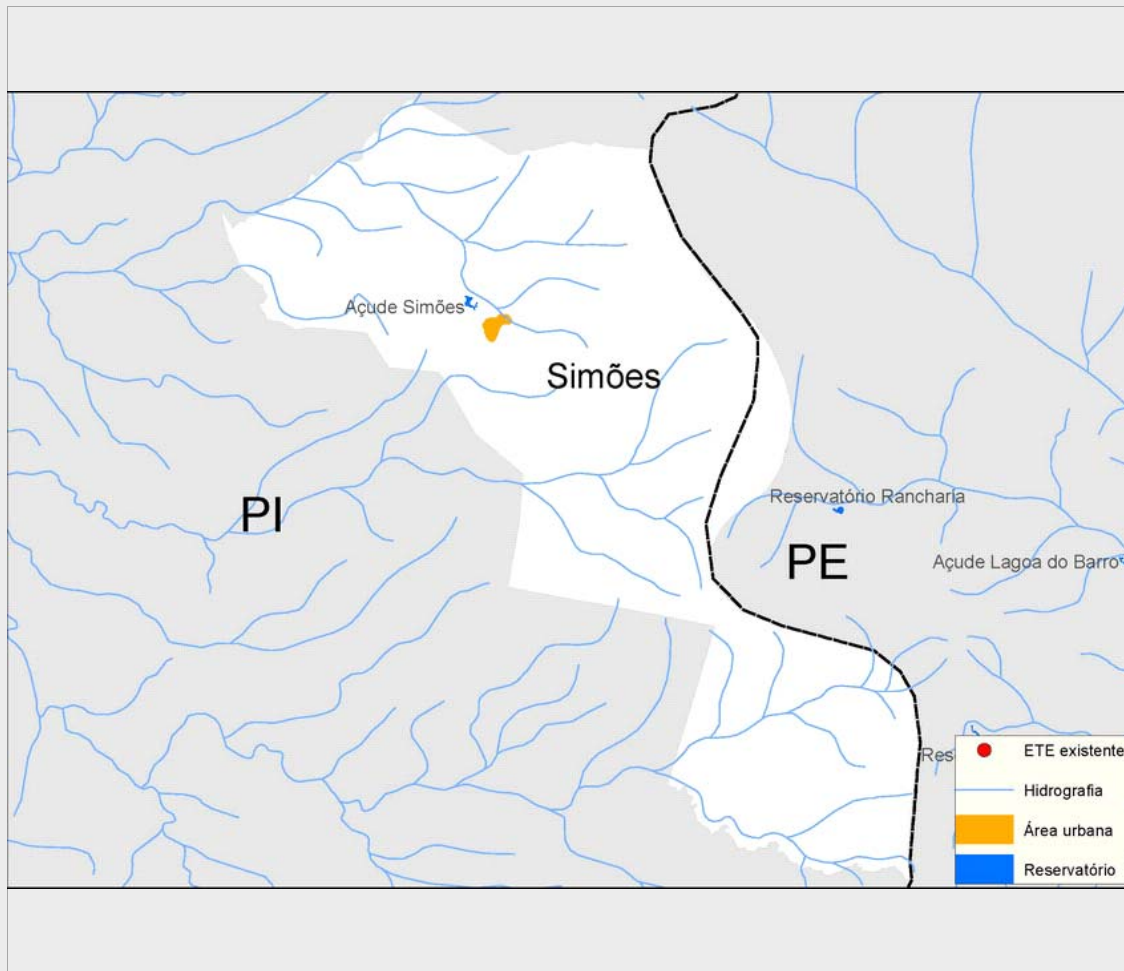 Açude Simões
Simões
PI
Reservatório Rancharia
PE
Açude Lagoa do Barro
ETE existente
Hidrografia
Área urbana
Reservatório